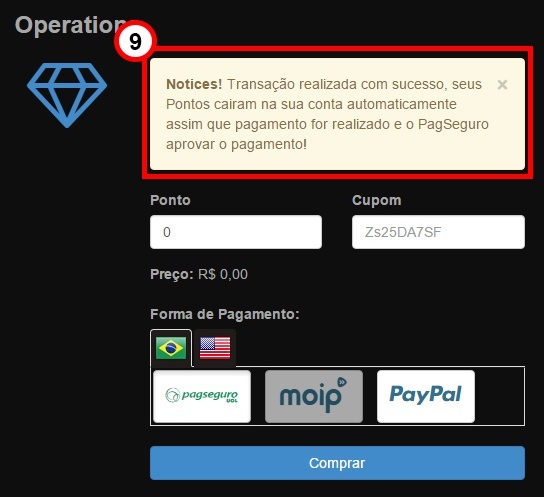 Operation
9
Notices! Transação realizada com sucesso, seus
Pontos cairam na sua conta automaticamente
assim que pagamento for realizado e o PagSeguro
aprovar o pagamento!
×
Ponto Cupom
0 Zs25DA7SF
Preço: R$ 0,00
Forma de Pagamento:
pagseguro UOL moip PayPal
Comprar